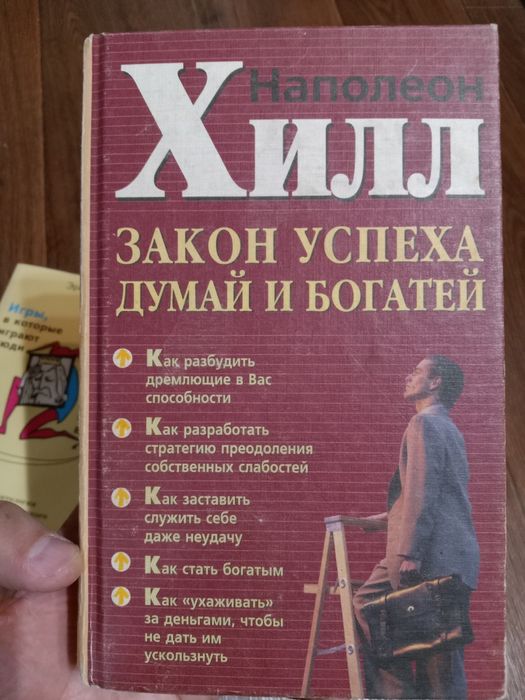 Наполеон
Хилл
ЗАКОН УСПЕХА
ДУМАЙ И БОГАТЕЙ
Как разбудить
дремлющие в Вас
способности
Как разработать
стратегию преодоления
собственных слабостей
Как заставить
служить себе
даже неудачу
Как стать богатым
Как «ухаживать»
за деньгами, чтобы
не дать им
ускользнуть
Игры,
в которые
играют
люди